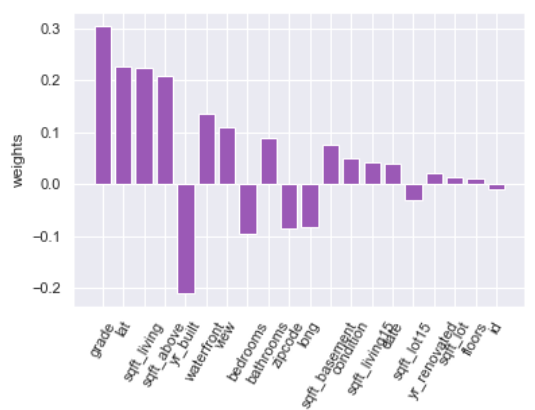 0.3
0.2
0.1
0.0
−0.1
−0.2
weights
grade
lat
sqft_living
sqft_above
yr_built
waterfront
view
bedrooms
bathrooms
zipcode
long
sqft_basement
condition
sqft_living15
date
sqft_lot15
yr_renovated
sqft_lot
floors
id